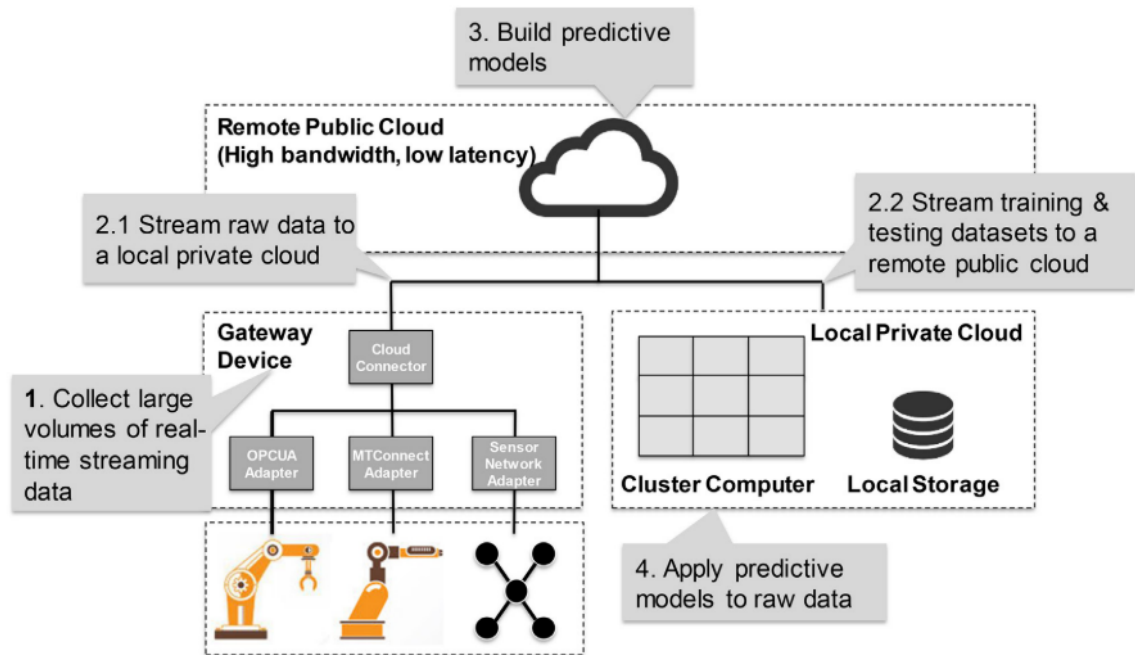 3. Build predictive
models
Remote Public Cloud
(High bandwidth, low latency)
2.1 Stream raw data to
a local private cloud
2.2 Stream training &
testing datasets to a
remote public cloud
Gateway
Device
Cloud
Connector
Local Private Cloud
1. Collect large
volumes of real-
time streaming
data
OPCUA
Adapter
MTConnect
Adapter
Sensor
Network
Adapter
Cluster Computer
Local Storage
4. Apply predictive
models to raw data